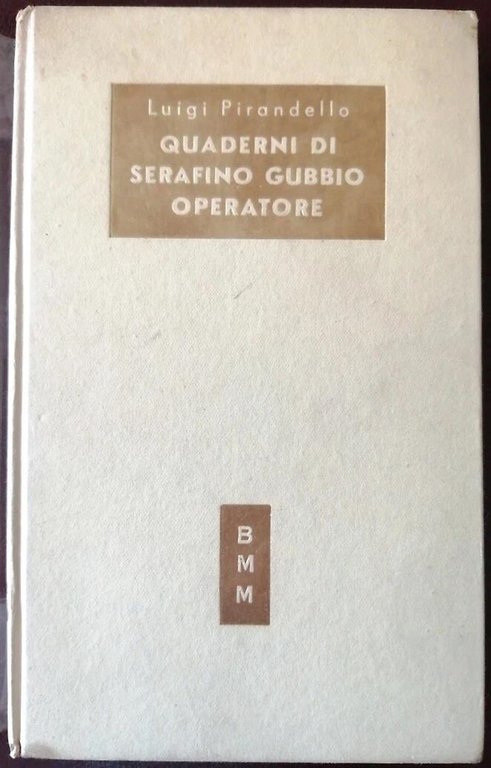 Luigi Pirandello
QUADERNI DI
SERAFINO GUBBIO
OPERATORE
B
M
M